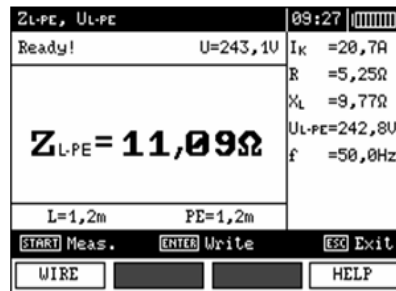 ZL-PE, UL-PE 09:27
Ready! U=243,1V
IK =20,7A
R =5,25Ω
XL =9,77Ω
UL-PE=242,8V
f =50,0Hz
ZL-PE=11,09Ω
L=1,2m PE=1,2m
START Meas. ENTER Write ESC Exit
WIRE HELP